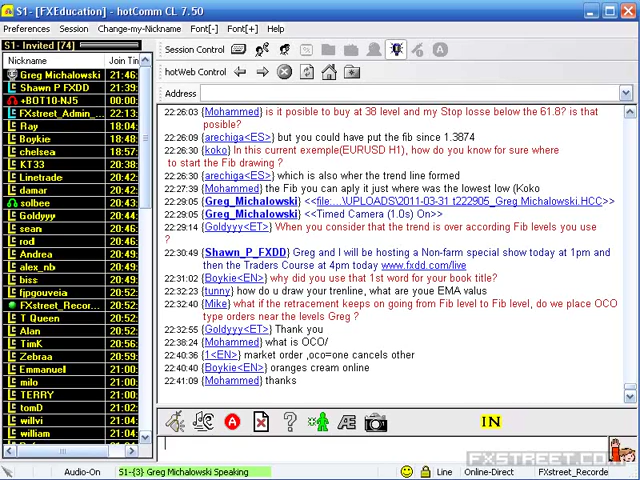 S1- [FXEducation] - hotComm CL 7.50
Preferences Session Change-my-Nickname Font[-] Font[+] Help
S1- Invited [74]
Session Control
Nickname Join Tim
hotWeb Control
Address
Greg Michalowski 21:46:
Shawn P FXDD 21:39:
+BOT10-NJ5 00:00:
FXstreet_Admin_... 22:13:
Ray 18:04:
Boykie 18:48:
chelsea 17:57:
KT33 18:30:
Linetrade 18:30:
damar 20:28:
solbee 17:03:
Goldyyy 20:44:
sean 20:46:
rod 20:46:
Andrea 20:49:
alex_nb 20:50:
biss 20:51:
fjpgouveia 20:52:
FXstreet_Recor... 20:52:
T Queen 20:52:
Alan 20:52:
TimK 20:56:
Zebraa 20:59:
Emmanuel 21:00:
milo 21:00:
TERRY 21:00:
tomD 21:02:
willvi 21:04:
william 21:04:
22:26:03 {Mohammed} is it posible to buy at 38 level and my Stop losse below the 61.8? is that
posible?
22:26:09 {arechiga<ES>} but you could have put the fib since 1.3874
22:26:30 {koko} In this current exemple(EURUSD H1), how do you know for sure where
to start the Fib drawing ?
22:26:30 {arechiga<ES>} which is also wher the trend line formed
22:27:39 {Mohammed} the Fib you can aply it just where was the lowest low (Koko
22:29:05 {Greg_Michalowski} <<file:...\UPLOADS\2011-03-31 t222905_Greg Michalowski.HCC>>
22:29:14 {Greg_Michalowski} <<Timed Camera (1.0s) On>>
22:29:14 {Goldyyy<ET>} When you consider that the trend is over according Fib levels you use
?
22:30:49 {Shawn_P_FXDD} Greg and I will be hosting a Non-farm special show today at 1pm and
then the Traders Course at 4pm today www.fxdd.com/live
22:31:02 {Boykie<EN>} why did you use that 1st word for your book title?
22:32:23 {tunny} how do u draw your trenline, what are youe EMA valus
22:32:40 {Mike} what if the retracement keeps on going from Fib level to Fib level, do we place OCO
type orders near the levels Greg ?
22:32:55 {Goldyyy<ET>} Thank you
22:38:24 {Mohammed} what is OCO/
22:40:36 {1<EN>} market order ,oco=one cancels other
22:40:40 {Boykie<EN>} oranges cream online
22:41:09 {Mohammed} thanks
IN
FXSTREET.COM
Audio-On S1-{3} Greg Michalowski Speaking Line Online-Direct FXstreet_Recorde